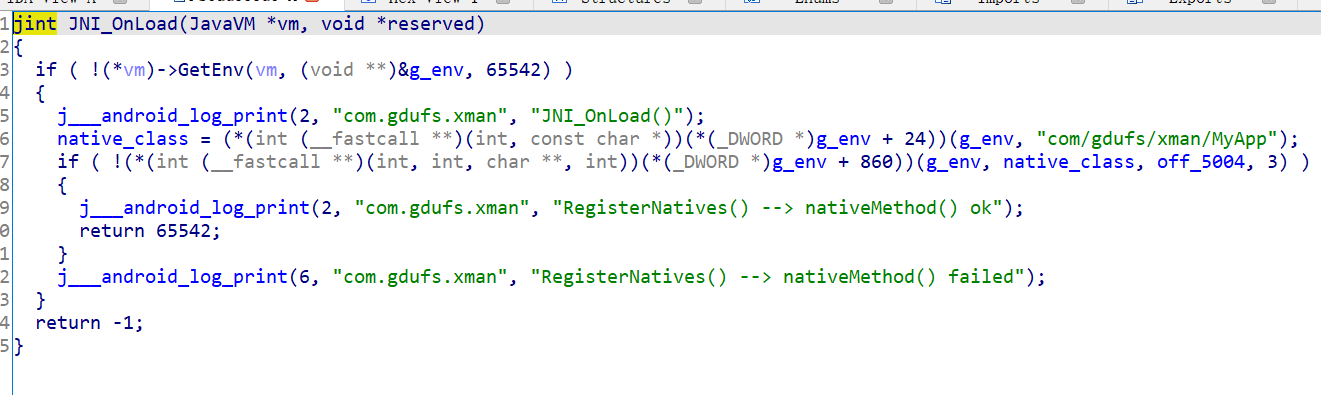 IDA View-A Pseudocode-A Hex View-1 Structures Enums Imports Exports
1 jint JNI_OnLoad(JavaVM *vm, void *reserved)
2 {
3 if ( !(*vm)->GetEnv(vm, (void **)&g_env, 65542) )
4 {
5 j___android_log_print(2, "com.gdufs.xman", "JNI_OnLoad()");
6 native_class = (*(int (__fastcall **)(int, const char *))(*(_DWORD *)g_env + 24))(g_env, "com/gdufs/xman/MyApp");
7 if ( !(*(int (__fastcall **)(int, int, char **, int))(*(_DWORD *)g_env + 860))(g_env, native_class, off_5004, 3) )
8 {
9 j___android_log_print(2, "com.gdufs.xman", "RegisterNatives() --> nativeMethod() ok");
0 return 65542;
1 }
2 j___android_log_print(6, "com.gdufs.xman", "RegisterNatives() --> nativeMethod() failed");
3 }
4 return -1;
5 }